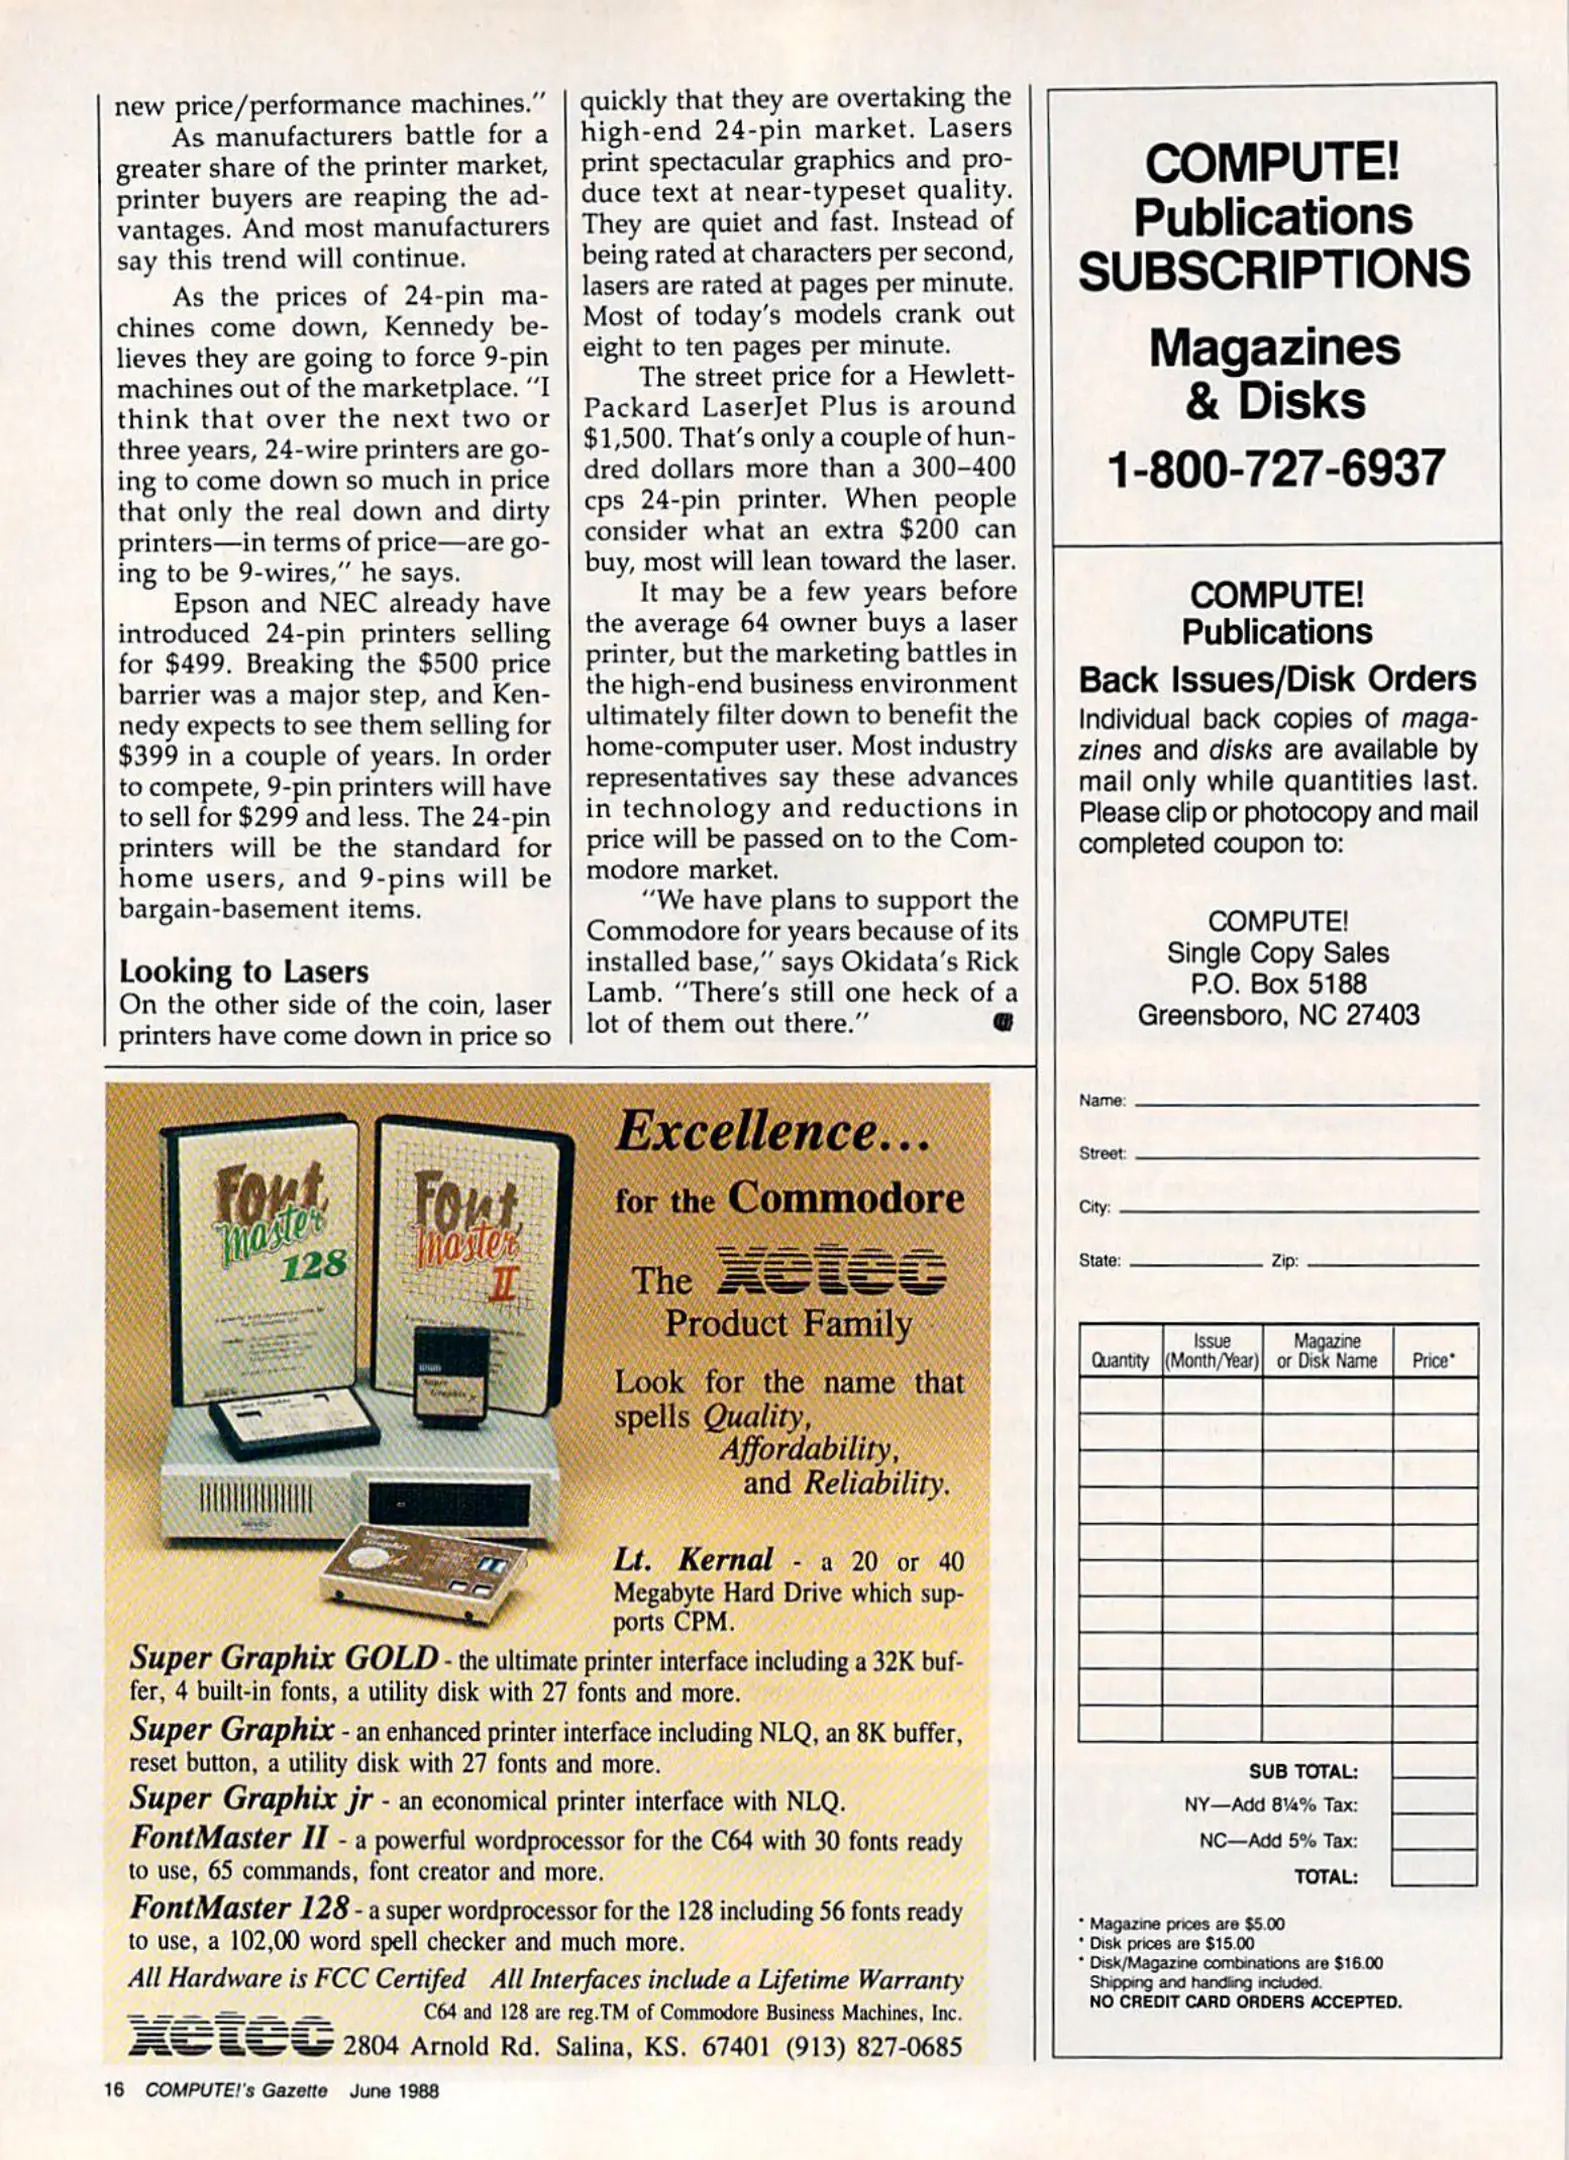 new price/performance machines."
As manufacturers battle for a
greater share of the printer market,
printer buyers are reaping the ad-
vantages. And most manufacturers
say this trend will continue.
As the prices of 24-pin ma-
chines come down, Kennedy be-
lieves they are going to force 9-pin
machines out of the marketplace. "I
think that over the next two or
three years, 24-wire printers are go-
ing to come down so much in price
that only the real down and dirty
printers—in terms of price—are go-
ing to be 9-wires," he says.
Epson and NEC already have
introduced 24-pin printers selling
for $499. Breaking the $500 price
barrier was a major step, and Ken-
nedy expects to see them selling for
$399 in a couple of years. In order
to compete, 9-pin printers will have
to sell for $299 and less. The 24-pin
printers will be the standard for
home users, and 9-pins will be
bargain-basement items.
Looking to Lasers
On the other side of the coin, laser
printers have come down in price so
quickly that they are overtaking the
high-end 24-pin market. Lasers
print spectacular graphics and pro-
duce text at near-typeset quality.
They are quiet and fast. Instead of
being rated at characters per second,
lasers are rated at pages per minute.
Most of today's models crank out
eight to ten pages per minute.
The street price for a Hewlett-
Packard LaserJet Plus is around
$1,500. That's only a couple of hun-
dred dollars more than a 300–400
cps 24-pin printer. When people
consider what an extra $200 can
buy, most will lean toward the laser.
It may be a few years before
the average 64 owner buys a laser
printer, but the marketing battles in
the high-end business environment
ultimately filter down to benefit the
home-computer user. Most industry
representatives say these advances
in technology and reductions in
price will be passed on to the Com-
modore market.
"We have plans to support the
Commodore for years because of its
installed base," says Okidata's Rick
Lamb. "There's still one heck of a
lot of them out there."
Font
Master
128
Font
Master
II
Super Graphix
Super
Graphix jr
Super
Graphix
Excellence...
for the Commodore
The xetec
Product Family
Look for the name that
spells Quality,
Affordability,
and Reliability.
Lt. Kernal - a 20 or 40
Megabyte Hard Drive which sup-
ports CPM.
Super Graphix GOLD - the ultimate printer interface including a 32K buf-
fer, 4 built-in fonts, a utility disk with 27 fonts and more.
Super Graphix - an enhanced printer interface including NLQ, an 8K buffer,
reset button, a utility disk with 27 fonts and more.
Super Graphix jr - an economical printer interface with NLQ.
FontMaster II - a powerful wordprocessor for the C64 with 30 fonts ready
to use, 65 commands, font creator and more.
FontMaster 128 - a super wordprocessor for the 128 including 56 fonts ready
to use, a 102,00 word spell checker and much more.
All Hardware is FCC Certifed All Interfaces include a Lifetime Warranty
C64 and 128 are reg.TM of Commodore Business Machines, Inc.
xetec 2804 Arnold Rd. Salina, KS. 67401 (913) 827-0685
COMPUTE!
Publications
SUBSCRIPTIONS
Magazines
& Disks
1-800-727-6937
COMPUTE!
Publications
Back Issues/Disk Orders
Individual back copies of maga-
zines and disks are available by
mail only while quantities last.
Please clip or photocopy and mail
completed coupon to:
COMPUTE!
Single Copy Sales
P.O. Box 5188
Greensboro, NC 27403
Name:
Street:
City:
State: Zip:
Quantity Issue (Month/Year) Magazine or Disk Name Price*
SUB TOTAL:
NY—Add 8¼% Tax:
NC—Add 5% Tax:
TOTAL:
* Magazine prices are $5.00
* Disk prices are $15.00
* Disk/Magazine combinations are $16.00
Shipping and handling included.
NO CREDIT CARD ORDERS ACCEPTED.
16 COMPUTE!'s Gazette June 1988